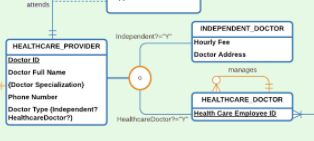 attends
HEALTHCARE_PROVIDER
Doctor ID
Doctor Full Name
{Doctor Specialization}
Phone Number
Doctor Type (Independent?
HealthcareDoctor?)
Independent?="Y"
o
HealthcareDoctor?="Y"
INDEPENDENT_DOCTOR
Hourly Fee
Doctor Address
manages
HEALTHCARE_DOCTOR
Health Care Employee ID